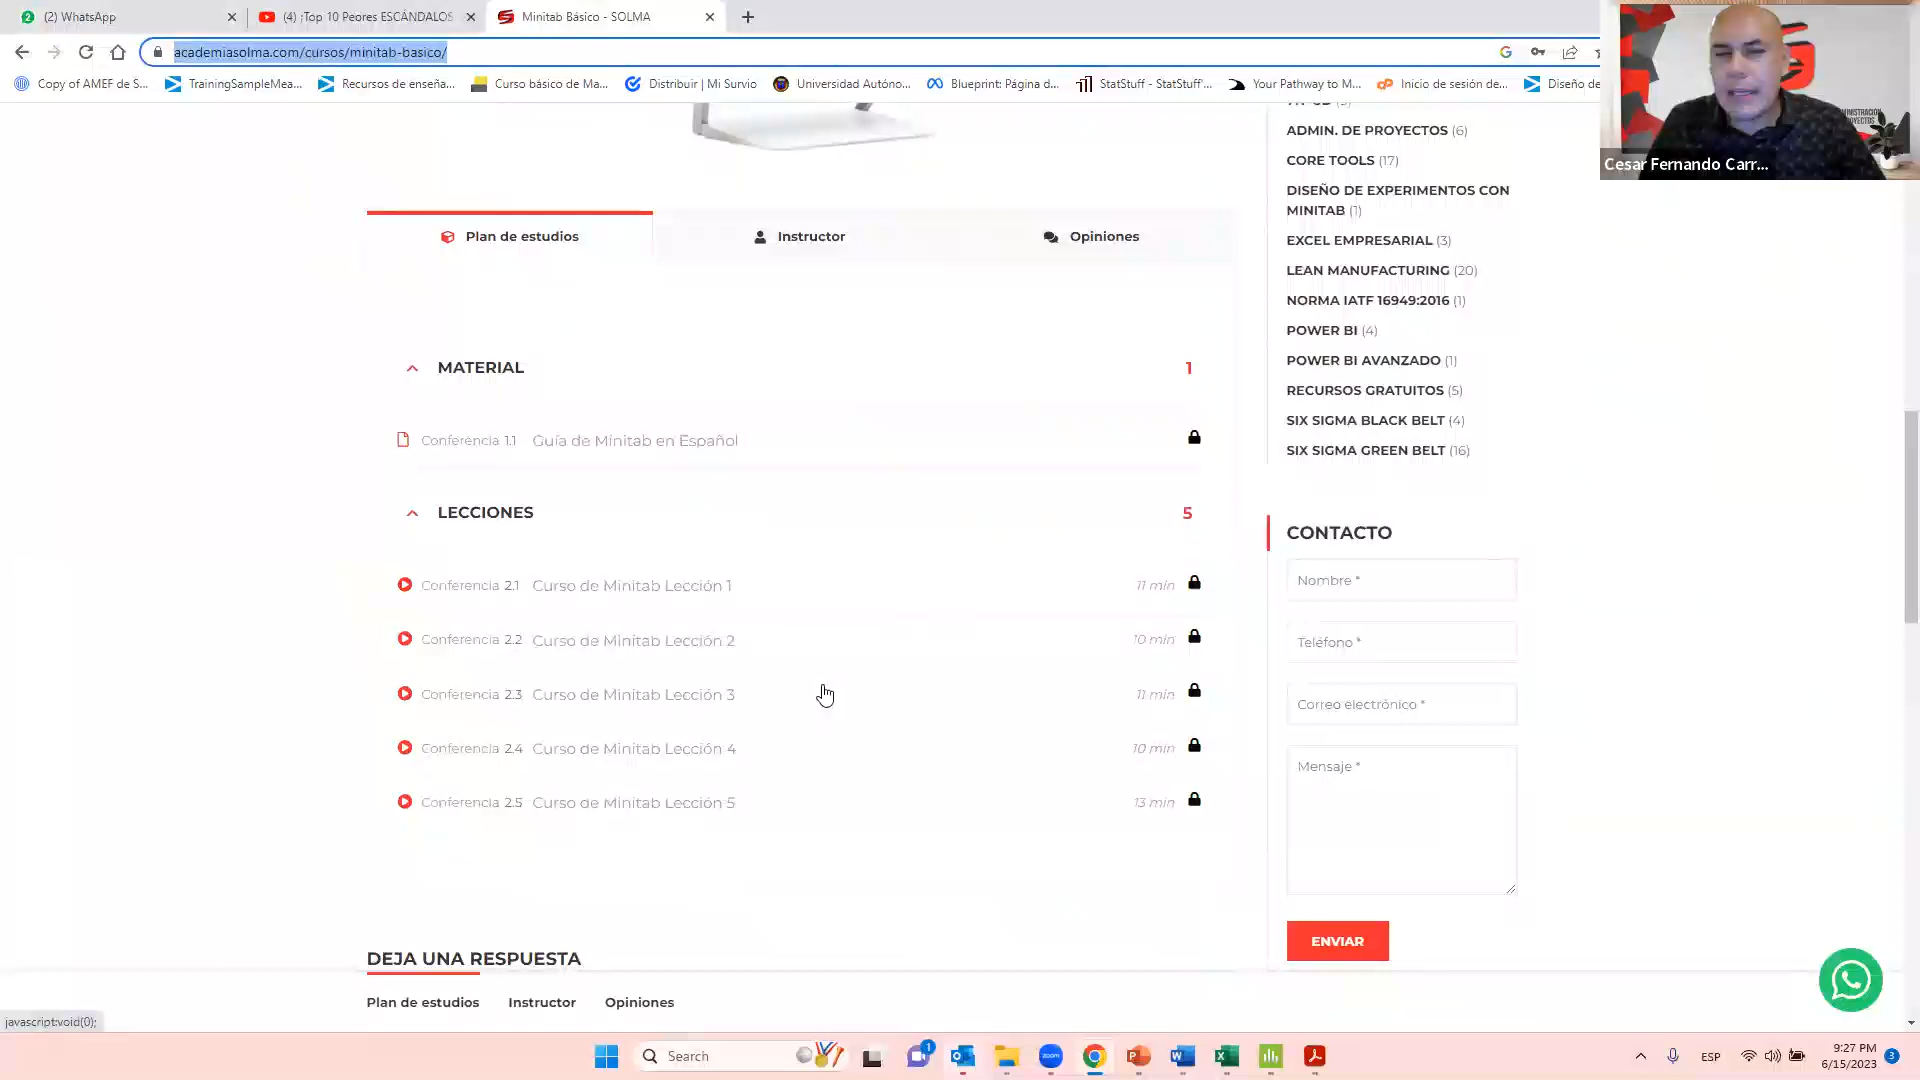 (2) WhatsApp
(4) ¡Top 10 Peores ESCÁNDALOS
Minitab Básico - SOLMA
academiasolma.com/cursos/minitab-basico/
Copy of AMEF de S...
TrainingSampleMea...
Recursos de enseña...
Curso básico de Ma...
Distribuir | Mi Survio
Universidad Autóno...
Blueprint: Página d...
StatStuff - StatStuff'...
Your Pathway to M...
Inicio de sesión de...
Diseño de
Cesar Fernando Carr...
ADMIN. DE PROYECTOS (6)
CORE TOOLS (17)
DISEÑO DE EXPERIMENTOS CON
MINITAB (1)
EXCEL EMPRESARIAL (3)
LEAN MANUFACTURING (20)
NORMA IATF 16949:2016 (1)
POWER BI (4)
POWER BI AVANZADO (1)
RECURSOS GRATUITOS (5)
SIX SIGMA BLACK BELT (4)
SIX SIGMA GREEN BELT (16)
Plan de estudios
Instructor
Opiniones
MATERIAL 1
Conferencia 1.1 Guía de Minitab en Español
LECCIONES 5
Conferencia 2.1 Curso de Minitab Lección 1 11 min
Conferencia 2.2 Curso de Minitab Lección 2 10 min
Conferencia 2.3 Curso de Minitab Lección 3 11 min
Conferencia 2.4 Curso de Minitab Lección 4 10 min
Conferencia 2.5 Curso de Minitab Lección 5 13 min
CONTACTO
Nombre *
Teléfono *
Correo electrónico *
Mensaje *
ENVIAR
DEJA UNA RESPUESTA
Plan de estudios
Instructor
Opiniones
javascript:void(0);
Search
1
zoom
ESP
9:27 PM
6/15/2023
3